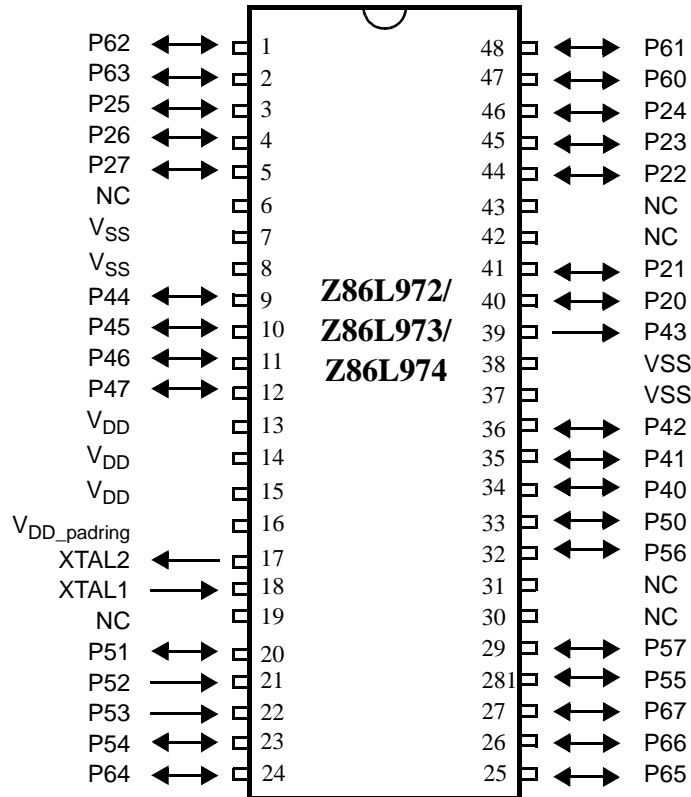 P62 1 48 P61
P63 2 47 P60
P25 3 46 P24
P26 4 45 P23
P27 5 44 P22
NC 6 43 NC
VSS 7 42 NC
VSS 8 41 P21
P44 9 40 P20
P45 10 39 P43
P46 11 38 VSS
P47 12 37 VSS
VDD 13 36 P42
VDD 14 35 P41
VDD 15 34 P40
VDD_padring 16 33 P50
XTAL2 17 32 P56
XTAL1 18 31 NC
NC 19 30 NC
P51 20 29 P57
P52 21 281 P55
P53 22 27 P67
P54 23 26 P66
P64 24 25 P65
Z86L972/
Z86L973/
Z86L974